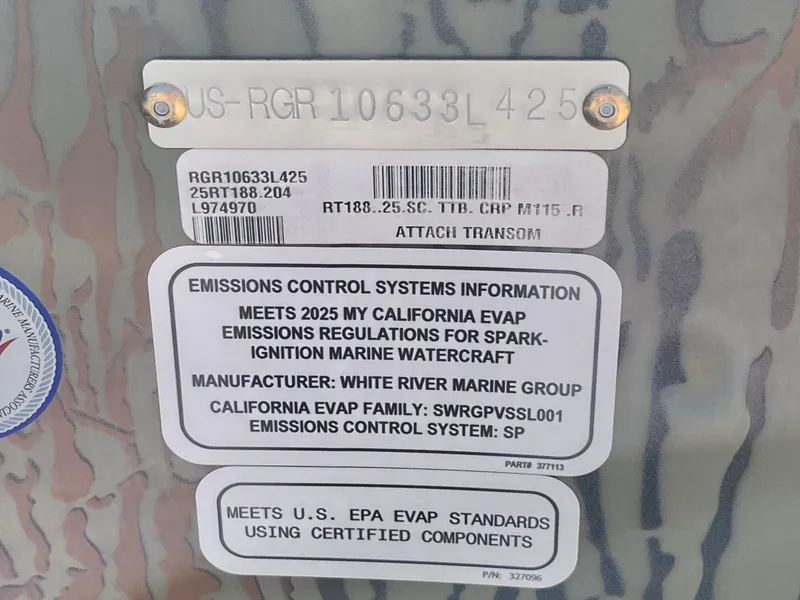 US-RGR10633L425
RGR10633L425
25RT188.204
L974970
RT188..25.SC. TTB. CRP M115 .R
ATTACH TRANSOM
EMISSIONS CONTROL SYSTEMS INFORMATION
MEETS 2025 MY CALIFORNIA EVAP
EMISSIONS REGULATIONS FOR SPARK-
IGNITION MARINE WATERCRAFT
MANUFACTURER: WHITE RIVER MARINE GROUP
CALIFORNIA EVAP FAMILY: SWRGPVSSL001
EMISSIONS CONTROL SYSTEM: SP
PART# 377113
MEETS U.S. EPA EVAP STANDARDS
USING CERTIFIED COMPONENTS
P/N: 327096
MANUFACTURERS